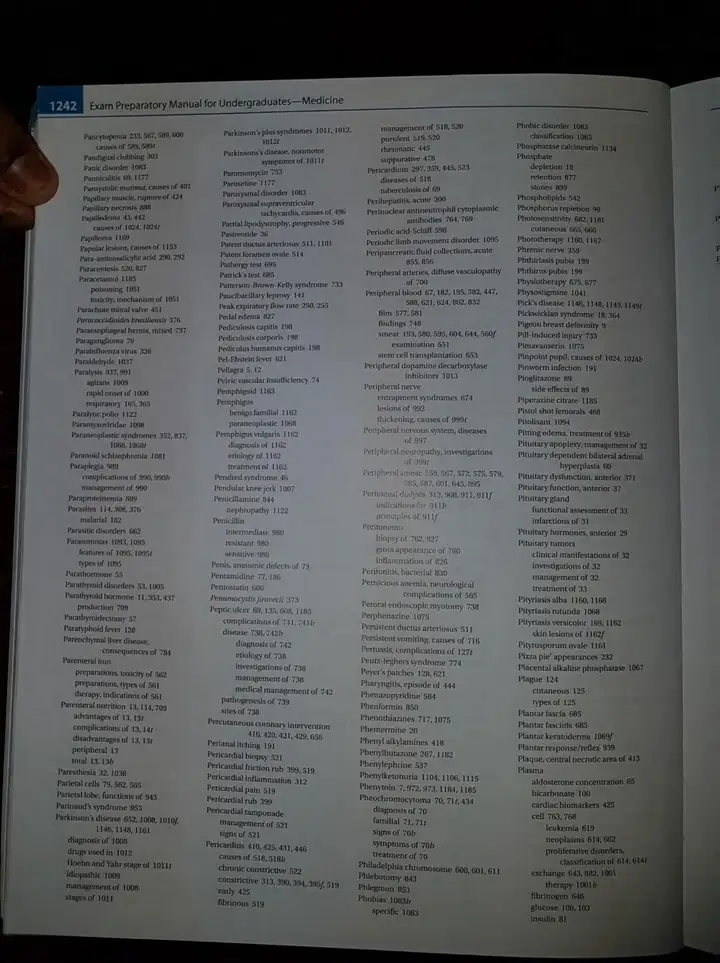 1242 Exam Preparatory Manual for Undergraduates—Medicine
Pancytopenia 233, 567, 589, 600
causes of 589, 589t
Pandigital clubbing 303
Panic disorder 1083
Panniculitis 69, 1177
Pansystolic murmur, causes of 401
Papillary muscle, rupture of 424
Papillary necrosis 888
Papilledema 43, 442
causes of 1024, 1024t
Papilloma 1169
Papular lesions, causes of 1153
Para-aminosalicylic acid 290, 292
Paracentesis 520, 827
Paracetamol 1185
poisoning 1051
toxicity, mechanism of 1051
Parachute mitral valve 451
Paracoccidioides brasiliensis 376
Paraesophageal hernia, mixed 737
Paraganglioma 70
Parainfluenza virus 326
Paraldehyde 1037
Paralysis 937, 991
agitans 1009
rapid onset of 1000
respiratory 165, 365
Paralytic polio 1122
Paramyxoviridae 1098
Paraneoplastic syndromes 352, 837,
1068, 1068t
Paranoid schizophrenia 1081
Paraplegia 989
complications of 990, 990b
management of 990
Paraproteinemia 889
Parasites 114, 308, 376
malarial 182
Parasitic disorders 662
Parasomnias 1093, 1095
features of 1095, 1095t
types of 1095
Parathormone 55
Parathyroid disorders 53, 1005
Parathyroid hormone 11, 353, 437
production 709
Parathyroidectomy 57
Paratyphoid fever 128
Parenchymal liver disease,
consequences of 784
Parenteral iron
preparations, toxicity of 562
preparations, types of 561
therapy, indications of 561
Parenteral nutrition 13, 114, 709
advantages of 13, 13t
complications of 13, 14t
disadvantages of 13, 13t
peripheral 13
total 13, 13b
Paresthesia 32, 1038
Parietal cells 79, 562, 565
Parietal lobe, functions of 943
Parinaud's syndrome 953
Parkinson's disease 652, 1008, 1010f,
1146, 1148, 1161
diagnosis of 1008
drugs used in 1012
Hoehn and Yahr stage of 1011t
idiopathic 1009
management of 1008
stages of 1011
Parkinson's plus syndromes 1011, 1012,
1012t
Parkinsons's disease, nonmotor
symptoms of 1011t
Paromomycin 753
Paroxetine 1177
Paroxysmal disorder 1083
Paroxysmal supraventricular
tachycardia, causes of 496
Partial lipodystrophy, progressive 546
Pasireotide 36
Patent ductus arteriosus 511, 1101
Patent foramen ovale 514
Pathergy test 695
Patrick's test 685
Patterson-Brown-Kelly syndrome 733
Paucibacillary leprosy 141
Peak expiratory flow rate 250, 255
Pedal edema 827
Pediculosis capitis 198
Pediculosis corporis 198
Pediculus humanus capitis 198
Pel-Ebstein fever 621
Pellagra 5, 12
Pelvic vascular insufficiency 74
Pemphigoid 1163
Pemphigus
benign familial 1162
paraneoplastic 1068
Pemphigus vulgaris 1162
diagnosis of 1162
etiology of 1162
treatment of 1162
Pendred syndrome 46
Pendular knee jerk 1007
Penicillamine 844
nephropathy 1122
Penicillin
intermediate 980
resistant 980
sensitive 980
Penis, anatomic defects of 73
Pentamidine 77, 186
Pentostatin 606
Penumocystis jirovecii 373
Peptic ulcer 69, 135, 608, 1185
complications of 741, 741b
disease 738, 742b
diagnosis of 742
etiology of 738
investigations of 738
management of 738
medical management of 742
pathogenesis of 739
sites of 738
Percutaneous coronary intervention
416, 420, 421, 429, 656
Perianal itching 191
Pericardial biopsy 521
Pericardial friction rub 399, 519
Pericardial inflammation 312
Pericardial pain 519
Pericardial rub 399
Pericardial tamponade
management of 521
signs of 521
Pericarditis 410, 425, 431, 446
causes of 518, 518b
chronic constrictive 522
constrictive 313, 390, 394, 395f, 519
early 425
fibrinous 519
management of 518, 520
purulent 519, 520
rheumatic 445
suppurative 478
Pericardium 297, 359, 445, 523
diseases of 518
tuberculosis of 69
Perihepatitis, acute 200
Perinuclear antineutrophil cytoplasmic
antibodies 764, 769
Periodic acid-Schiff 598
Periodic limb movement disorder 1095
Peripancreatic fluid collections, acute
855, 856
Peripheral arteries, diffuse vasculopathy
of 700
Peripheral blood 67, 182, 195, 382, 447,
588, 621, 624, 802, 832
film 577, 581
findings 748
smear 193, 580, 595, 604, 644, 560f
examination 551
stem cell transplantation 653
Peripheral dopamine decarboxylase
inhibitors 1013
Peripheral nerve
entrapment syndromes 674
lesions of 993
thickening, causes of 999t
Peripheral nervous system, diseases
of 997
Peripheral neuropathy, investigations
of 999t
Peripheral smear 559, 567, 572, 575, 579,
585, 587, 601, 645, 895
Peritoneal dialysis 313, 908, 911, 911f
indications for 911b
principles of 911f
Peritoneum
biopsy of 762, 827
gross appearance of 760
inflammation of 826
Peritonitis, bacterial 830
Pernicious anemia, neurological
complications of 565
Peroral endoscopic myotomy 738
Perphenazine 1075
Persistent ductus arteriosus 511
Persistent vomiting, causes of 716
Pertussis, complications of 127t
Peutz-Jeghers syndrome 774
Peyer's patches 128, 621
Pharyngitis, episode of 444
Phenazopyridine 584
Phenformin 850
Phenothiazines 717, 1075
Phentermine 20
Phenyl alkylamines 418
Phenylbutazone 267, 1182
Phenylephrine 537
Phenylketonuria 1104, 1106, 1115
Phenytoin 7, 972, 973, 1184, 1185
Pheochromocytoma 70, 71t, 434
diagnosis of 70
familial 71, 71t
signs of 70b
symptoms of 70b
treatment of 70
Philadelphia chromosome 600, 601, 611
Phlebotomy 843
Phlegmon 853
Phobias 1083b
specific 1083
Phobic disorder 1083
classification 1083
Phosphatase calcineurin 1134
Phosphate
depletion 10
retention 877
stones 899
Phospholipids 542
Phosphorus repletion 99
Photosensitivity 682, 1181
cutaneous 665, 666
Phototherapy 1160, 1167
Phrenic nerve 359
Phthiriasis pubis 199
Phthirus pubis 199
Physiotherapy 675, 677
Physostigmine 1041
Pick's disease 1146, 1148, 1149, 1149t
Pickwickian syndrome 19, 364
Pigeon breast deformity 9
Pill-induced injury 733
Pimavanserin 1075
Pinpoint pupil, causes of 1024, 1024b
Pinworm infection 191
Pioglitazone 89
side effects of 89
Piperazine citrate 1185
Pistol shot femorals 468
Pitolisant 1094
Pitting edema, treatment of 935b
Pituitary apoplexy, management of 32
Pituitary dependent bilateral adrenal
hyperplasia 60
Pituitary dysfunction, anterior 371
Pituitary function, anterior 37
Pituitary gland
functional assessment of 33
infarctions of 31
Pituitary hormones, anterior 29
Pituitary tumors
clinical manifestations of 32
investigations of 32
management of 32
treatment of 33
Pityriasis alba 1160, 1168
Pityriasis rotunda 1068
Pityriasis versicolor 169, 1162
skin lesions of 1162f
Pityrosporum ovale 1161
Pizza pie' appearances 232
Placental alkaline phosphatase 1067
Plague 124
cutaneous 125
types of 125
Plantar fascia 685
Plantar fasciitis 685
Plantar keratoderma 1069f
Plantar response/reflex 939
Plaque, central necrotic area of 413
Plasma
aldosterone concentration 65
bicarbonate 100
cardiac biomarkers 425
cell 763, 768
leukemia 619
neoplasms 614, 662
proliferative disorders,
classification of 614, 614t
exchange 643, 882, 1001
therapy 1001b
fibrinogen 646
glucose 100, 103
insulin 81